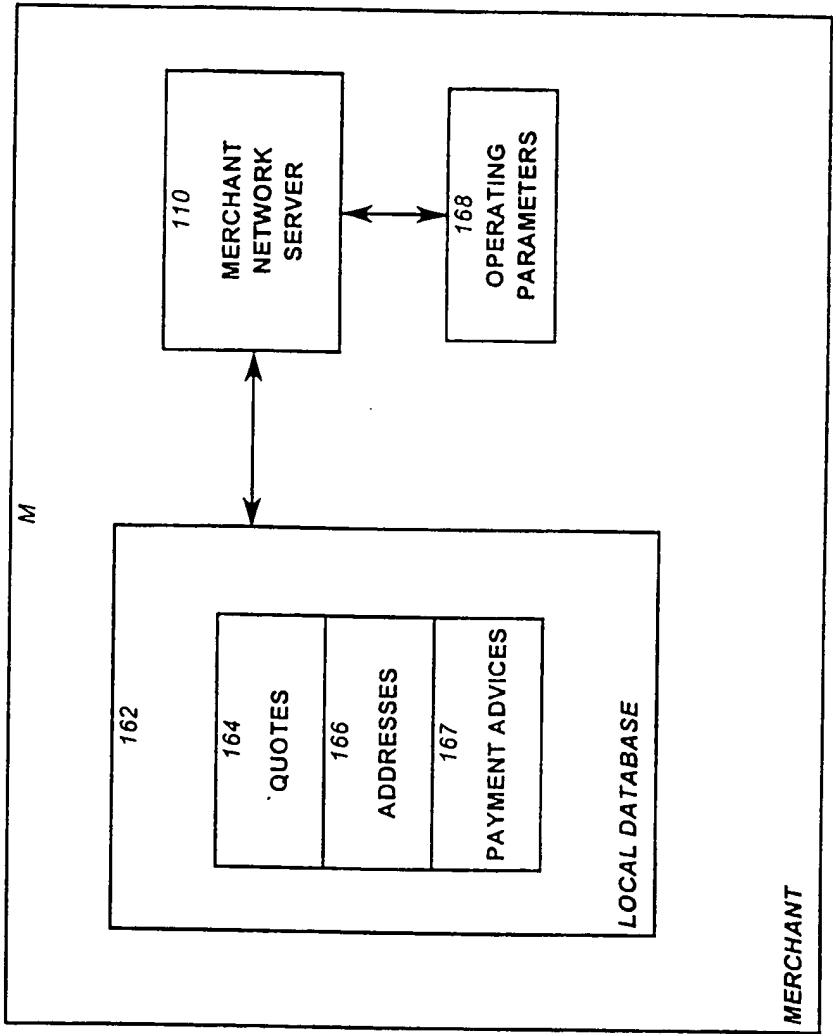 M
162
164
QUOTES
166
ADDRESSES
167
PAYMENT ADVICES
LOCAL DATABASE
110
MERCHANT
NETWORK
SERVER
168
OPERATING
PARAMETERS
MERCHANT